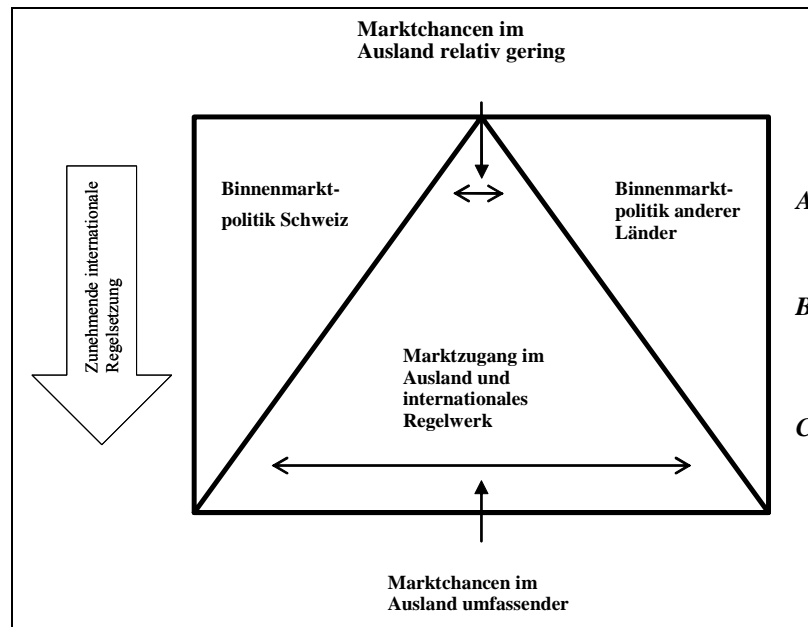 Marktchancen im
Ausland relativ gering
Zunehmende internationale
Regelsetzung
Binnenmarkt-
politik Schweiz
Binnenmarkt-
politik anderer
Länder
A
B
Marktzugang im
Ausland und
internationales
Regelwerk
C
Marktchancen im
Ausland umfassender